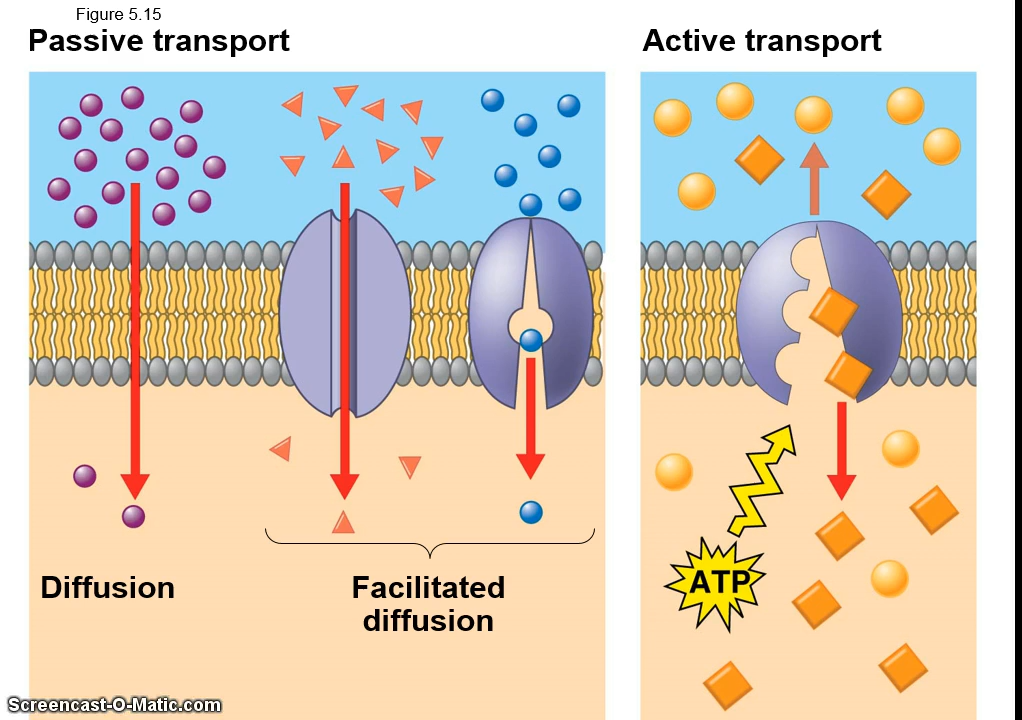 Figure 5.15
Passive transport
Active transport
ATP
Diffusion
Facilitated
diffusion
Screencast-O-Matic.com